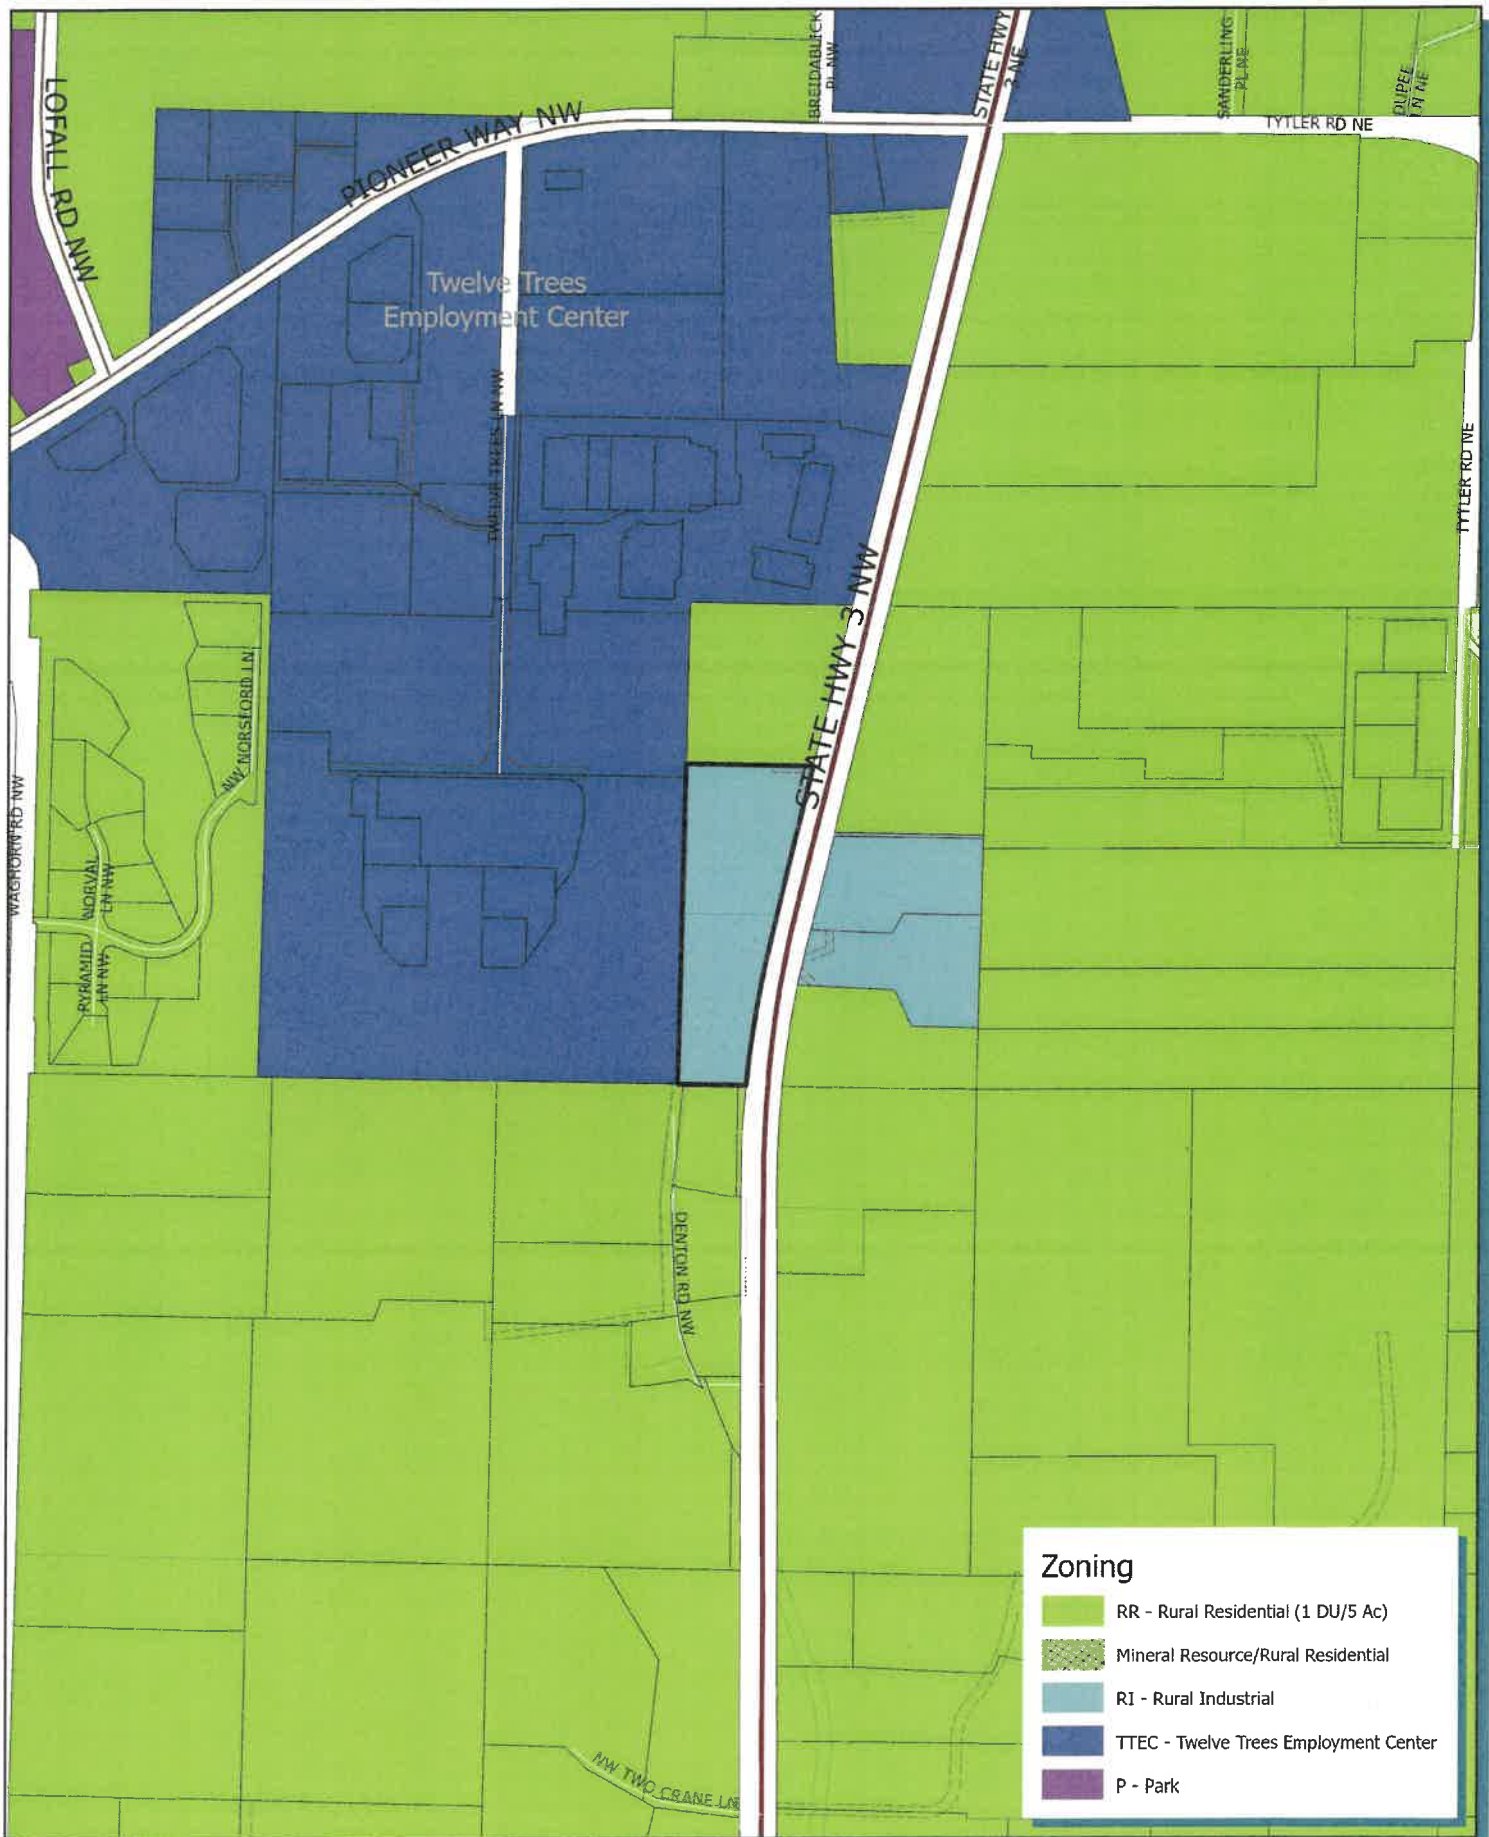 BREIDABLICK
PL NW
STATE HWY
3 NE
SANDERLING
PL NE
DUPEE
LN NE
LOFALL RD NW
PIONEER WAY NW
TYTLER RD NE
Twelve Trees
Employment Center
TWELVE TREES LN NW
TYTLER RD NE
STATE HWY 3 NW
NW NORSFORD LN
WAGHORN RD NW
NORVAL
LN NW
PYRAMID
LN NW
DENTON RD NW
NW TWO CRANE LN
Zoning
RR - Rural Residential (1 DU/5 Ac)
Mineral Resource/Rural Residential
RI - Rural Industrial
TTEC - Twelve Trees Employment Center
P - Park